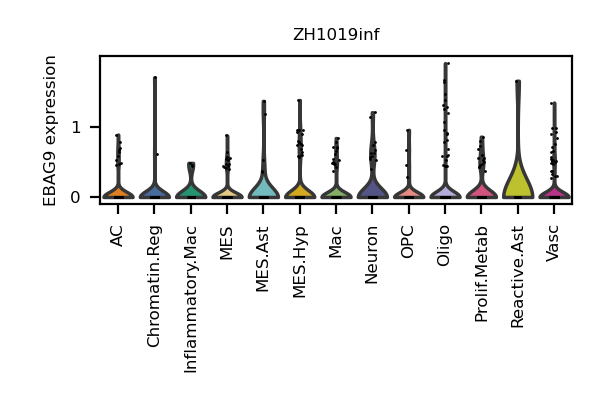 ZH1019inf
EBAG9 expression
1
0
AC
Chromatin.Reg
Inflammatory.Mac
MES
MES.Ast
MES.Hyp
Mac
Neuron
OPC
Oligo
Prolif.Metab
Reactive.Ast
Vasc